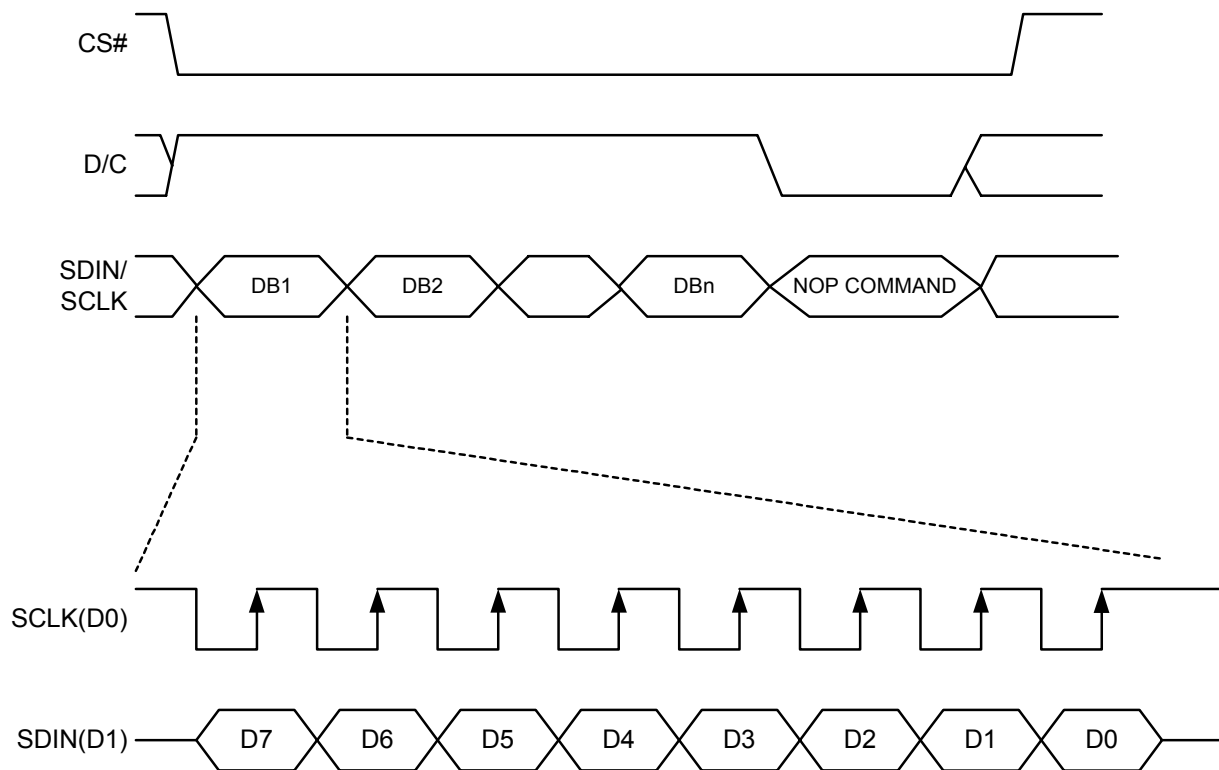 CS#
D/C
SDIN/
SCLK
DB1
DB2
DBn
NOP COMMAND
SCLK(D0)
SDIN(D1)
D7
D6
D5
D4
D3
D2
D1
D0